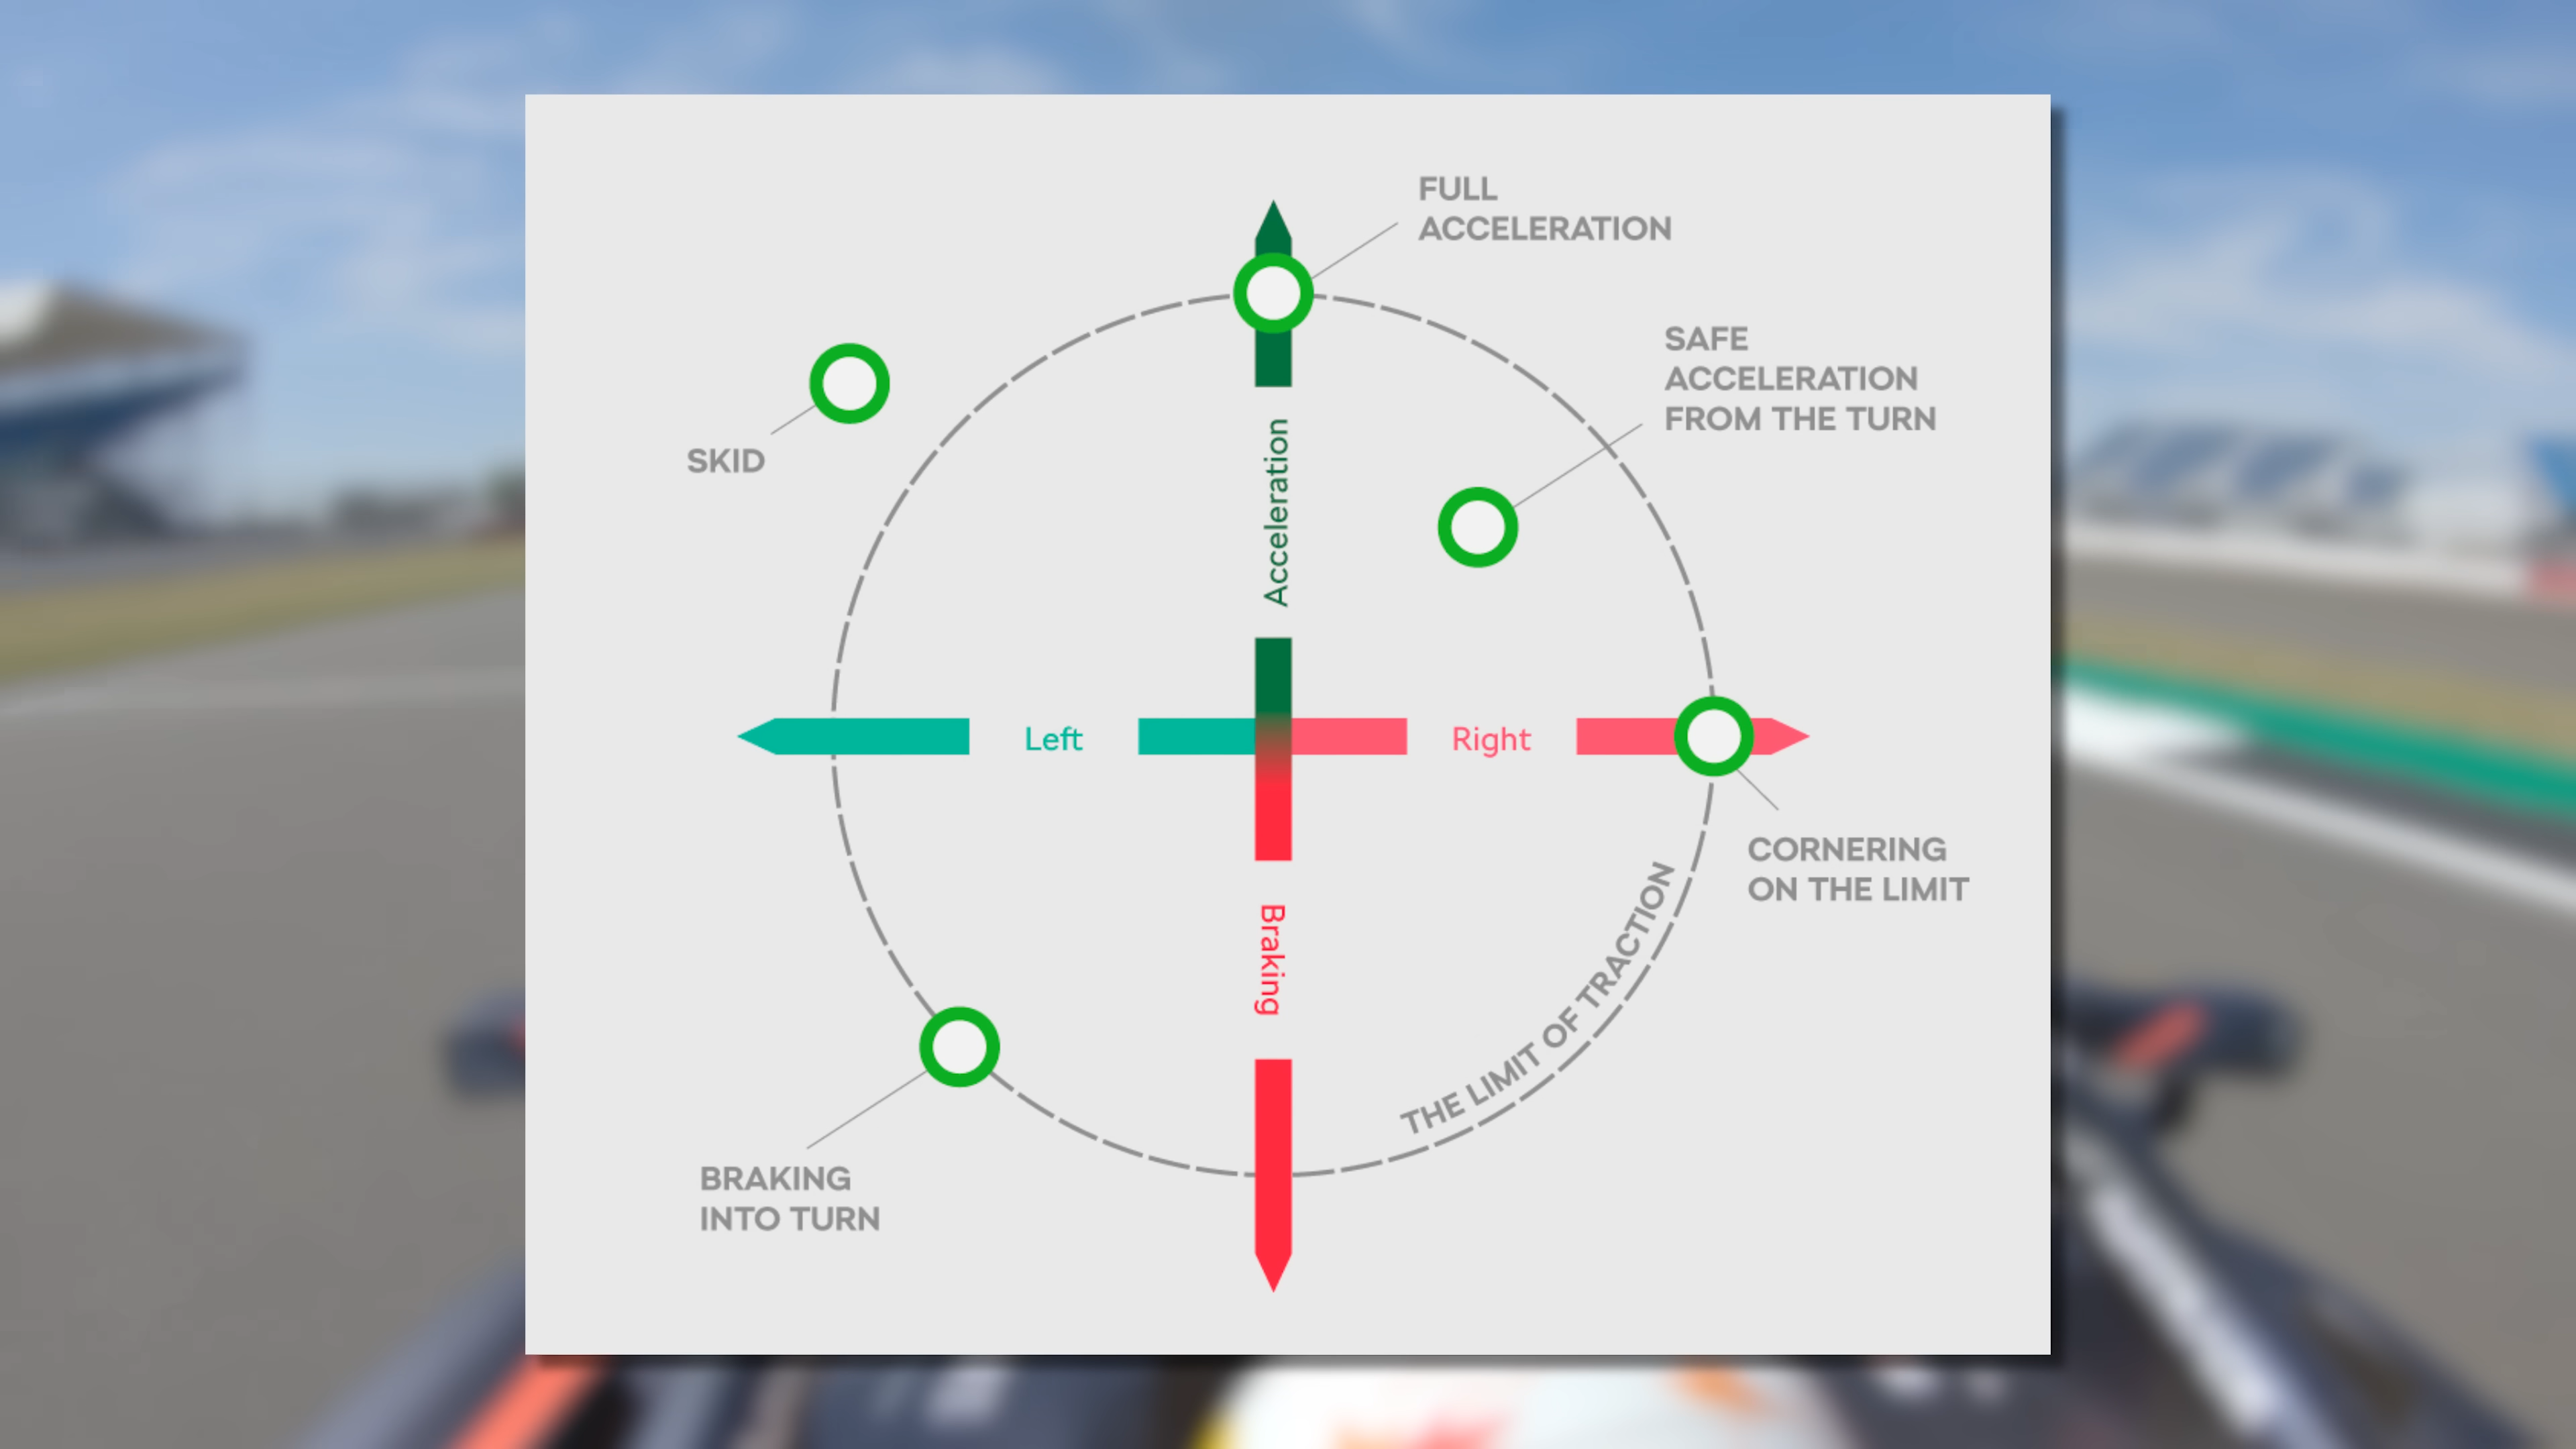 FULL
ACCELERATION
SAFE
ACCELERATION
FROM THE TURN
SKID
Acceleration
Left
Right
CORNERING
ON THE LIMIT
Braking
THE LIMIT OF TRACTION
BRAKING
INTO TURN